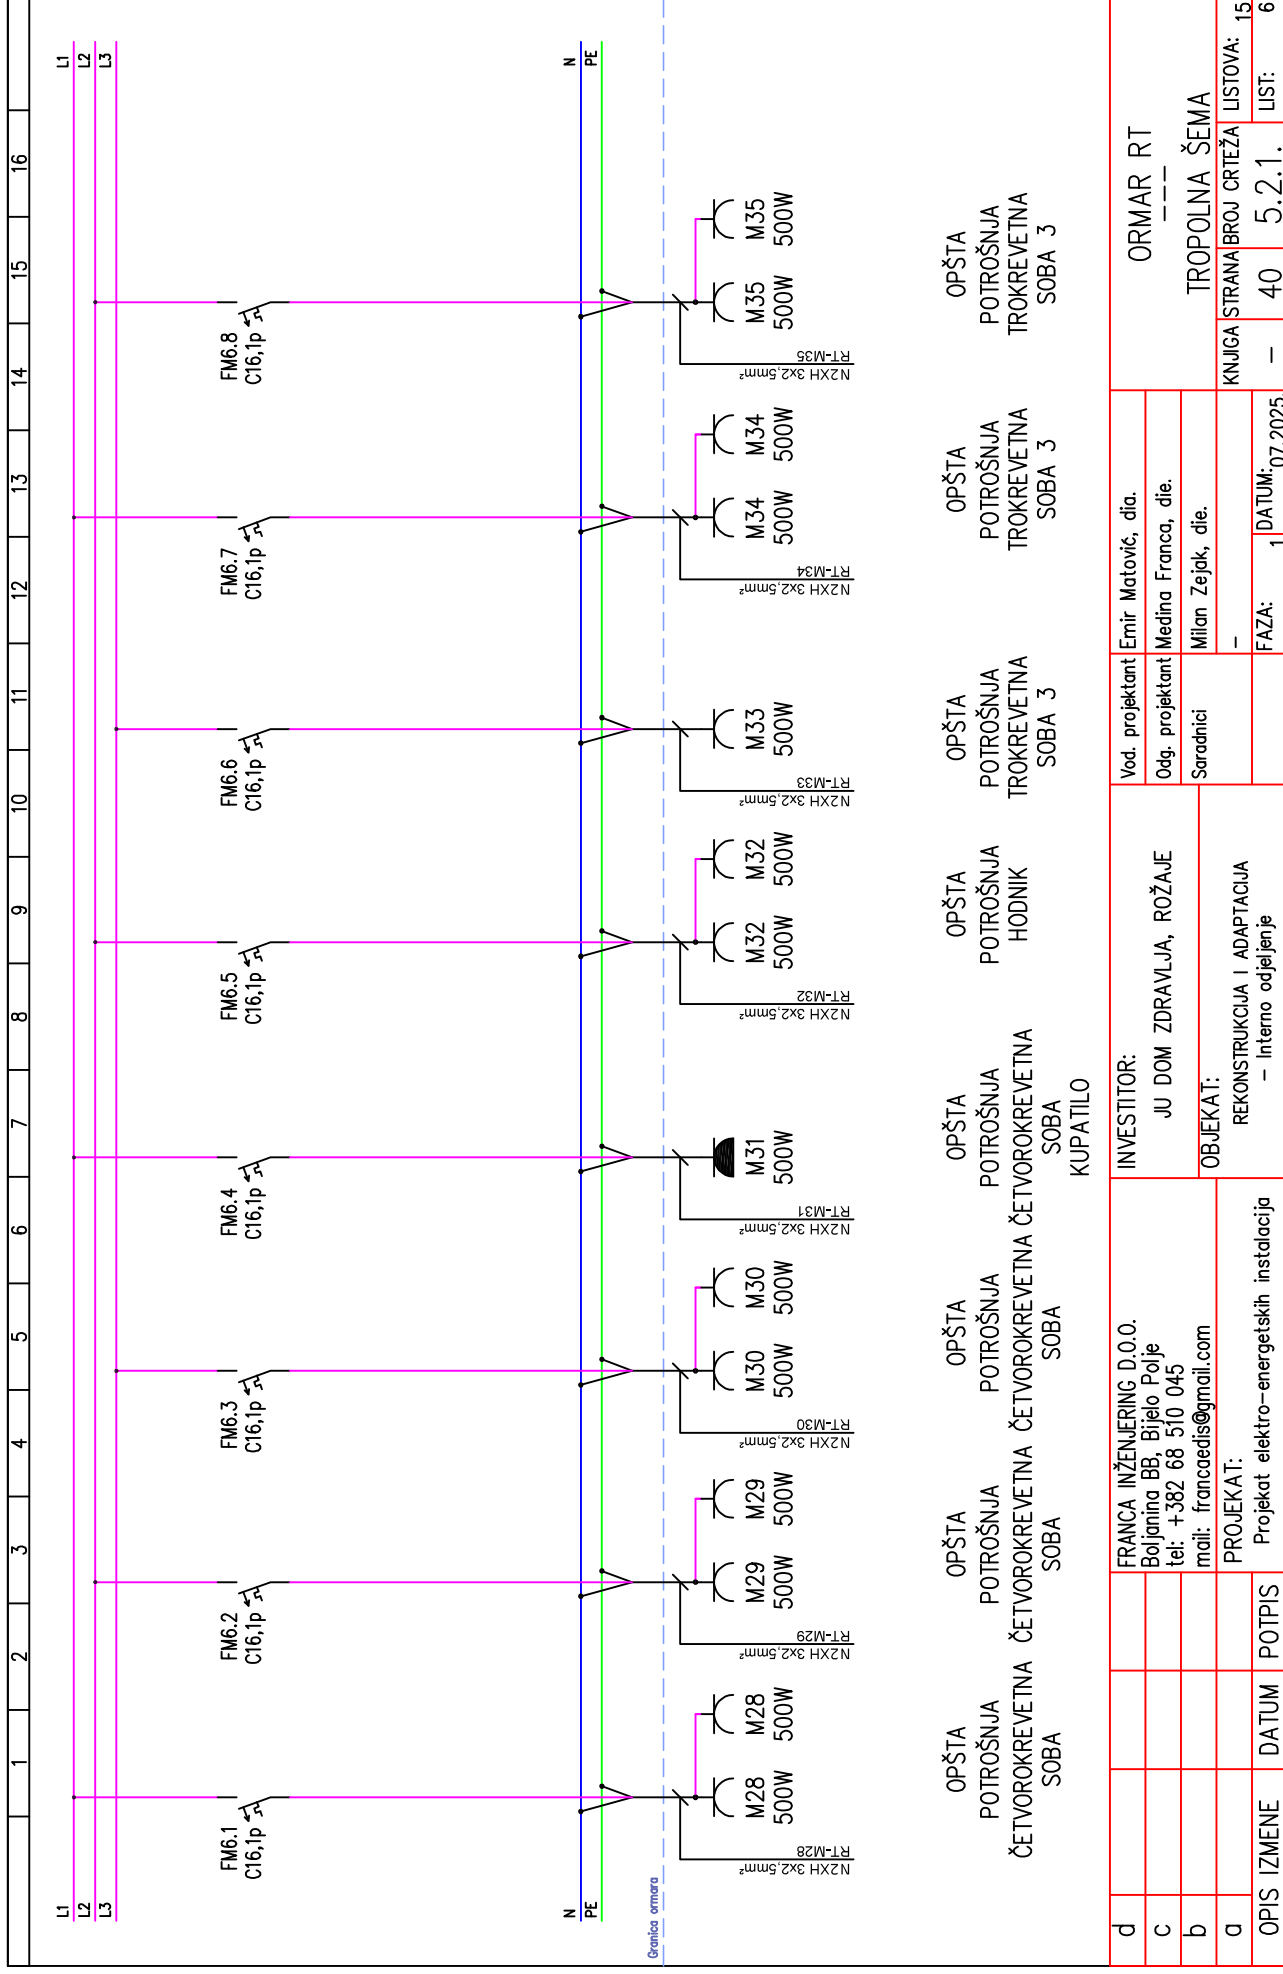 1 2 3 4 5 6 7 8 9 10 11 12 13 14 15 16
L1 L1
L2 L2
L3 L3
FM6.1
C16,1p
FM6.2
C16,1p
FM6.3
C16,1p
FM6.4
C16,1p
FM6.5
C16,1p
FM6.6
C16,1p
FM6.7
C16,1p
FM6.8
C16,1p
N N
PE PE
Granica ormara
N2XH 3x2,5mm²
RT-M28
M28
500W
M28
500W
N2XH 3x2,5mm²
RT-M29
M29
500W
M29
500W
N2XH 3x2,5mm²
RT-M30
M30
500W
M30
500W
N2XH 3x2,5mm²
RT-M31
M31
500W
N2XH 3x2,5mm²
RT-M32
M32
500W
M32
500W
N2XH 3x2,5mm²
RT-M33
M33
500W
N2XH 3x2,5mm²
RT-M34
M34
500W
M34
500W
N2XH 3x2,5mm²
RT-M35
M35
500W
M35
500W
OPŠTA
POTROŠNJA
ČETVOROKREVETNA
SOBA
OPŠTA
POTROŠNJA
ČETVOROKREVETNA
SOBA
OPŠTA
POTROŠNJA
ČETVOROKREVETNA
SOBA
OPŠTA
POTROŠNJA
ČETVOROKREVETNA
SOBA
KUPATILO
OPŠTA
POTROŠNJA
HODNIK
OPŠTA
POTROŠNJA
TROKREVETNA
SOBA 3
OPŠTA
POTROŠNJA
TROKREVETNA
SOBA 3
OPŠTA
POTROŠNJA
TROKREVETNA
SOBA 3
d
c
b
a
OPIS IZMENE DATUM POTPIS
FRANCA INŽENJERING D.O.O.
Boljanina BB, Bijelo Polje
tel: +382 68 510 045
mail: francaedis@gmail.com
PROJEKAT:
Projekat elektro-energetskih instalacija
INVESTITOR:
JU DOM ZDRAVLJA, ROŽAJE
OBJEKAT:
REKONSTRUKCIJA I ADAPTACIJA
- Interno odjeljenje
Vod. projektant Emir Matović, dia.
Odg. projektant Medina Franca, die.
Saradnici Milan Zejak, die.
-
FAZA: 1 DATUM: 07.2025.
ORMAR RT
---
TROPOLNA ŠEMA
KNJIGA STRANA BROJ CRTEŽA LISTOVA: 15
- 40 5.2.1. LIST: 6